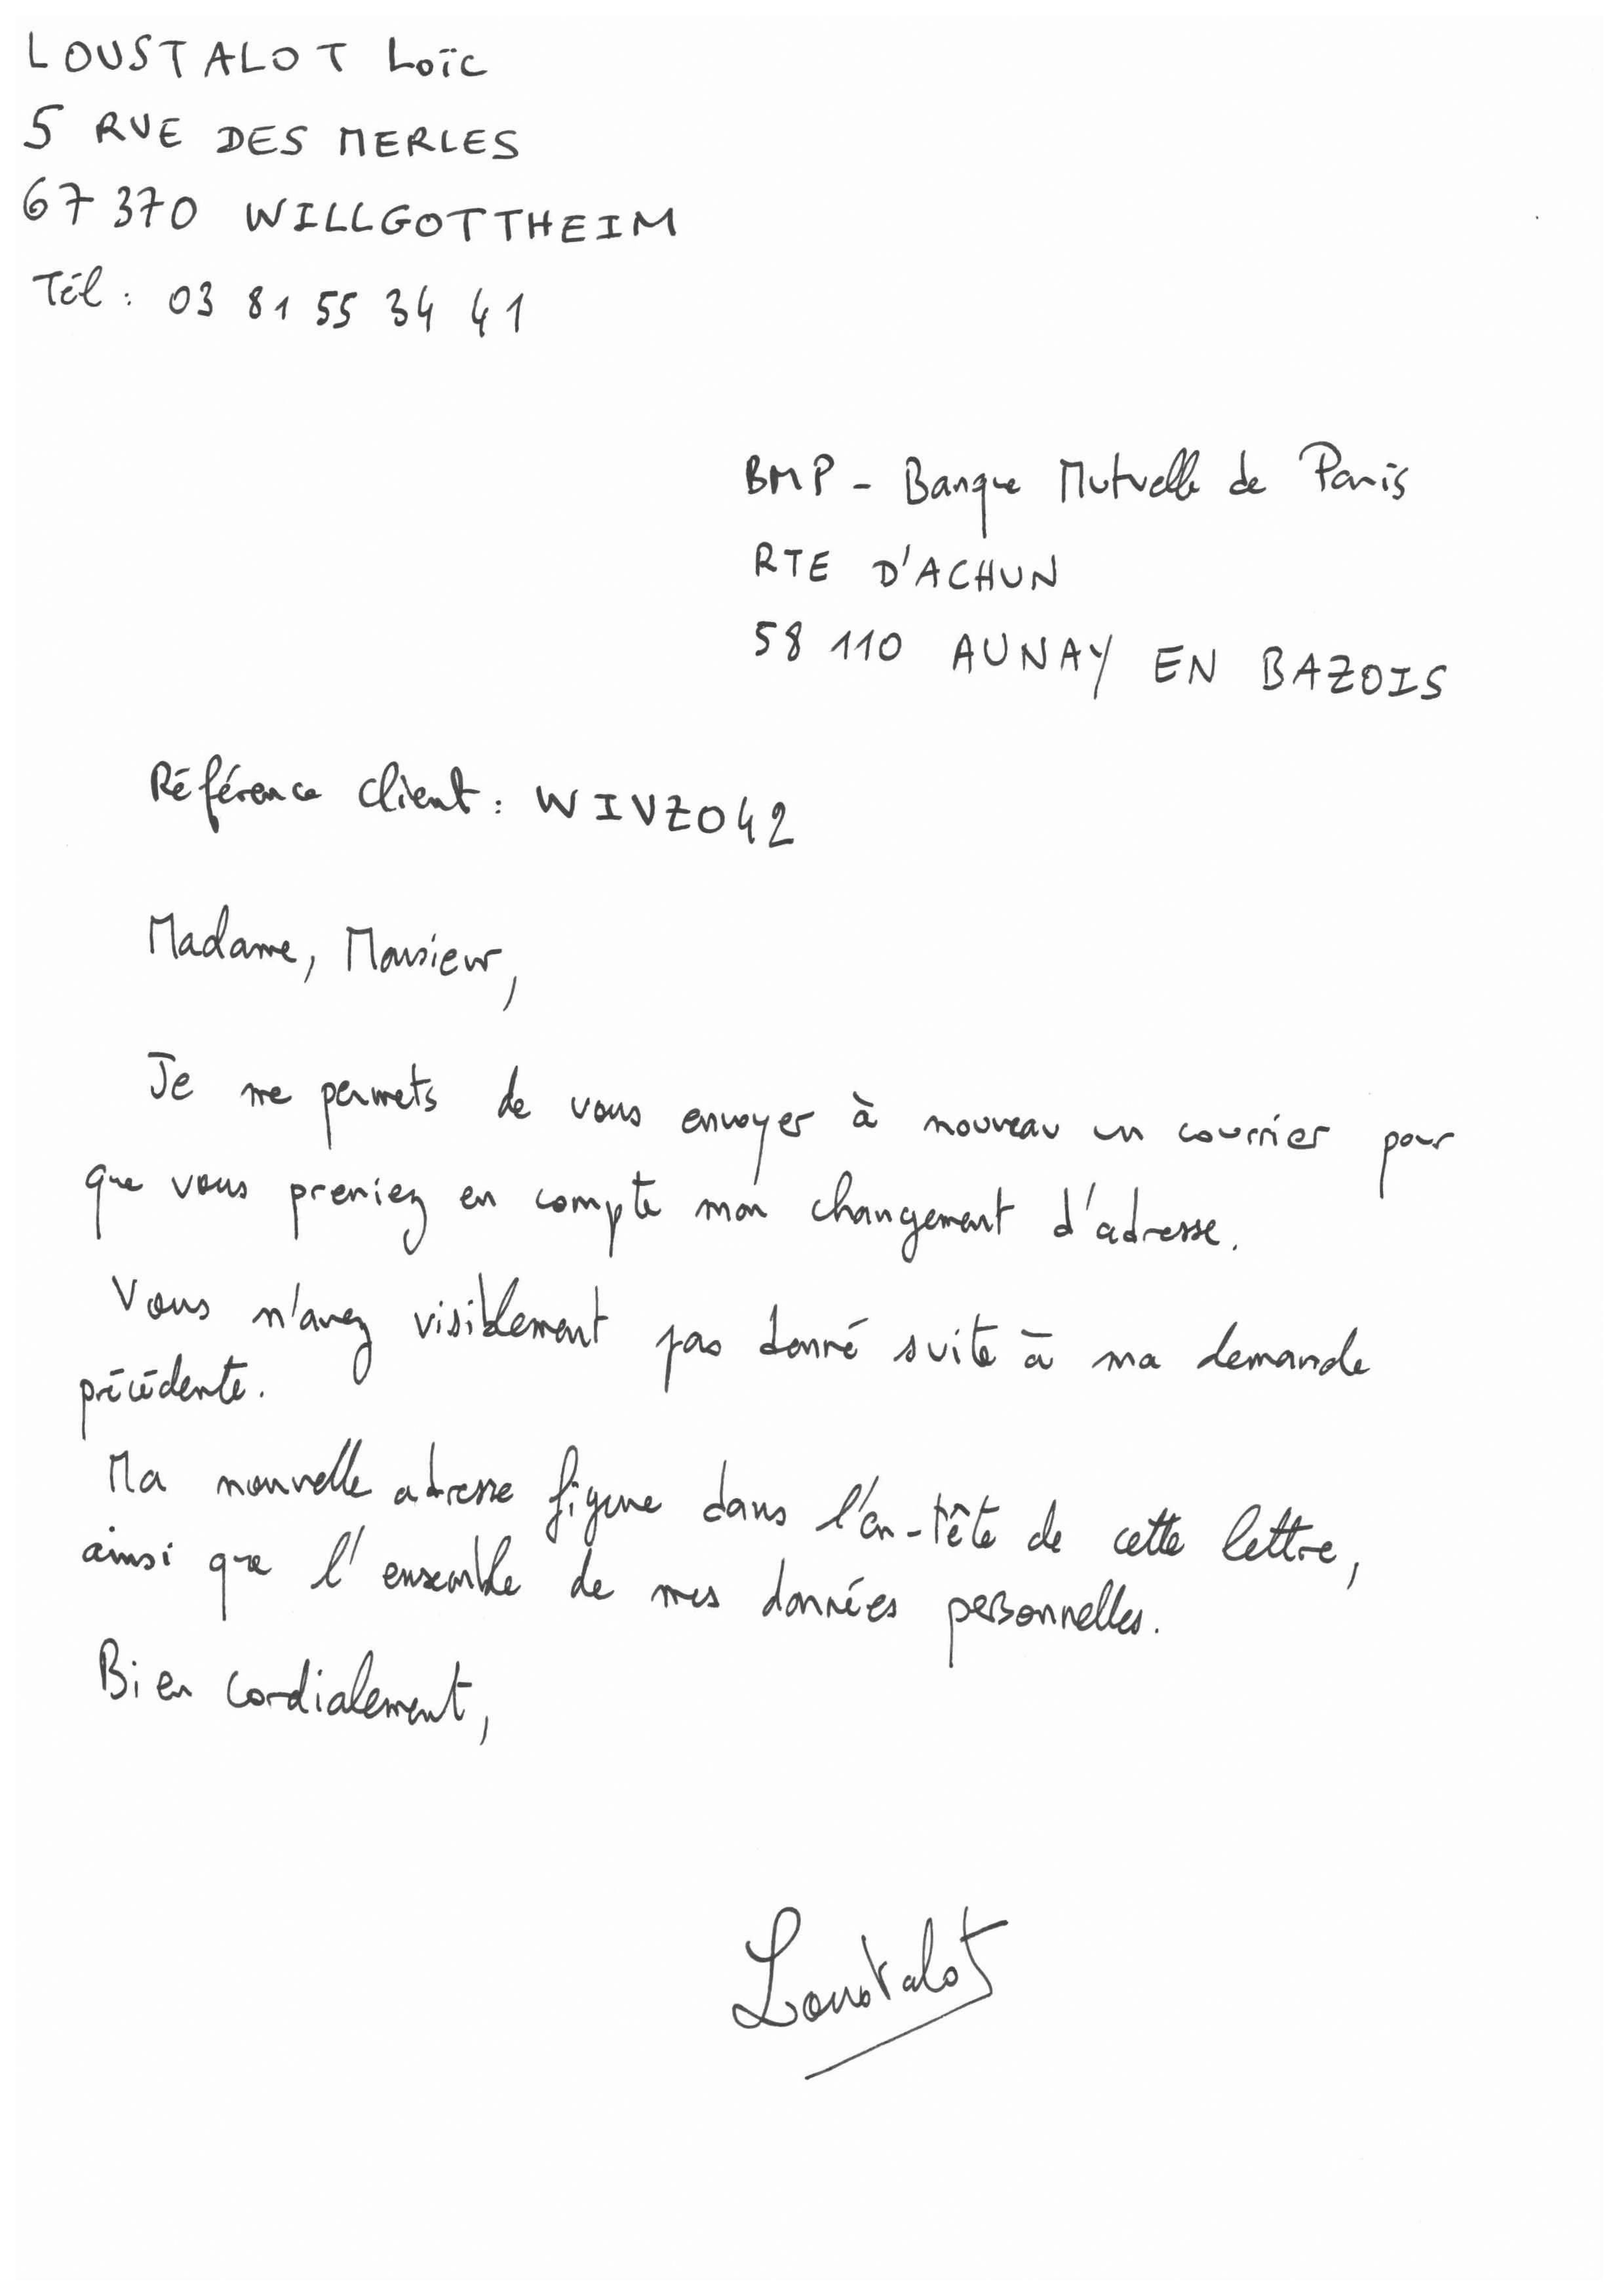 LOUSTALOT Loïc
5 RUE DES MERLES
67370 WILLGOTTHEIM
Tél : 03 81 55 34 41
BMP - Banque Mutuelle de Paris
RTE D'ACHUN
58 110 AUNAY EN BAZOIS
Référence client : WIVZO42
Madame, Monsieur,
Je me permets de vous envoyer à nouveau un courrier pour
que vous preniez en compte mon changement d'adresse.
Vous n'avez visiblement pas donné suite à ma demande
précédente.
Ma nouvelle adresse figure dans l'en-tête de cette lettre,
ainsi que l'ensemble de mes données personnelles.
Bien cordialement,
Loustalot